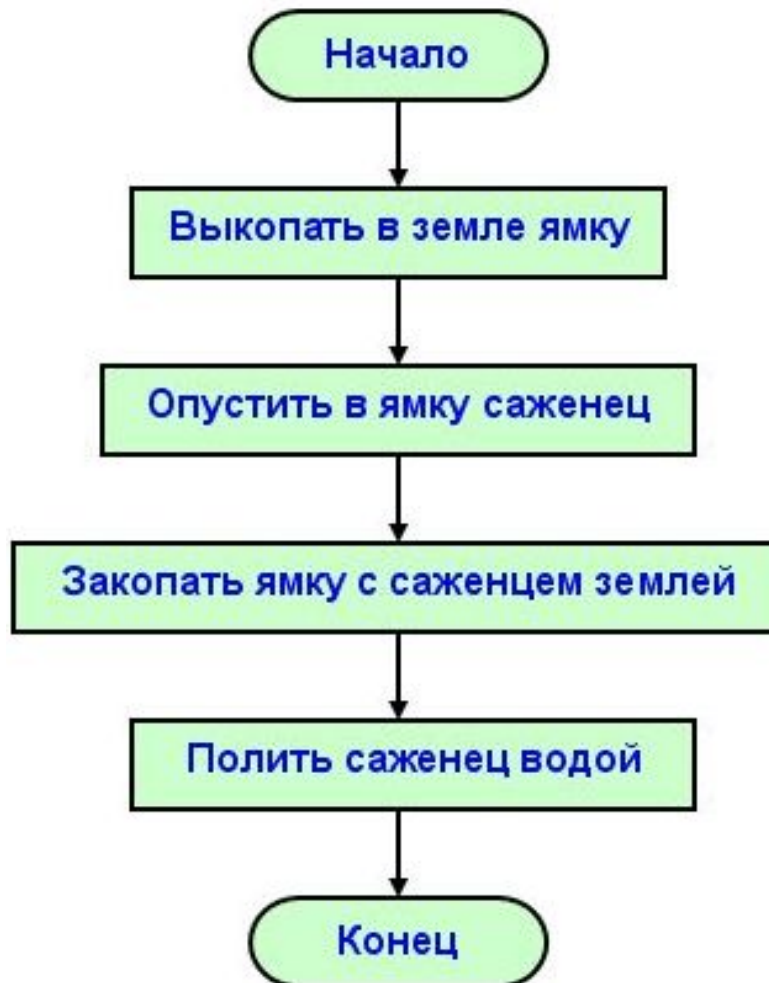 Начало
Выкопать в земле ямку
Опустить в ямку саженец
Закопать ямку с саженцем землей
Полить саженец водой
Конец